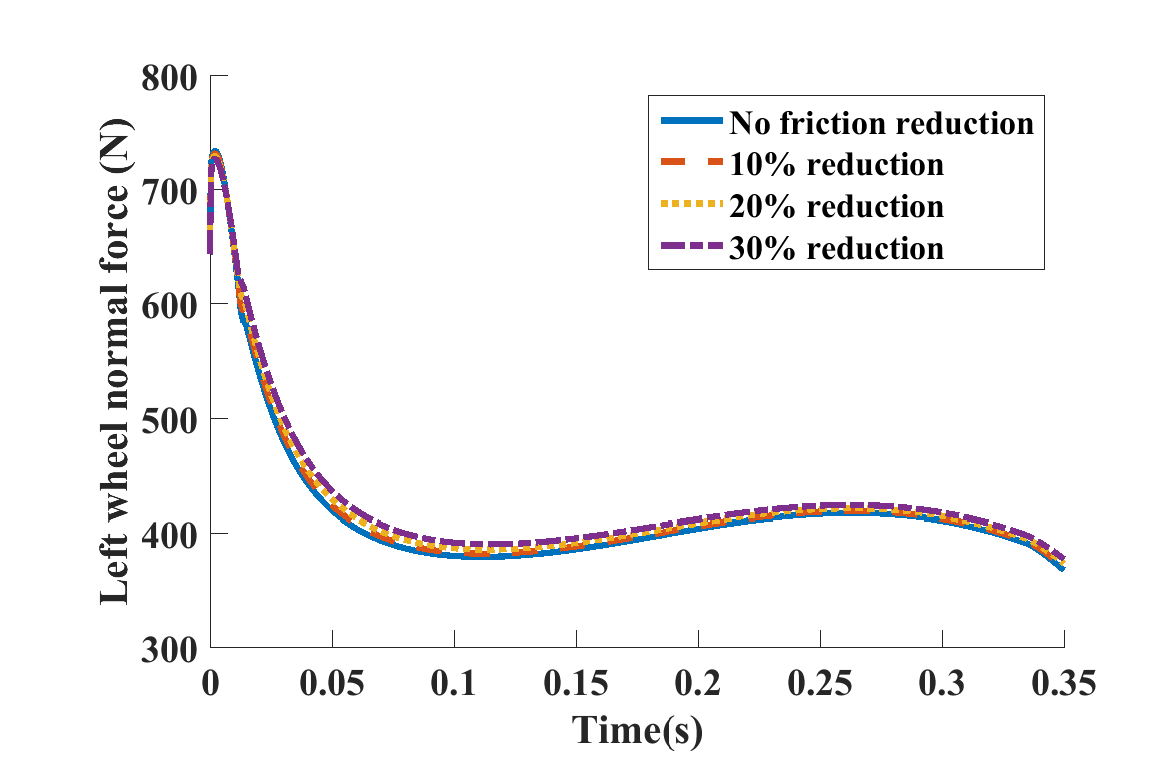 Left wheel normal force (N)
800
700
600
500
400
300
No friction reduction
10% reduction
20% reduction
30% reduction
0 0.05 0.1 0.15 0.2 0.25 0.3 0.35
Time(s)